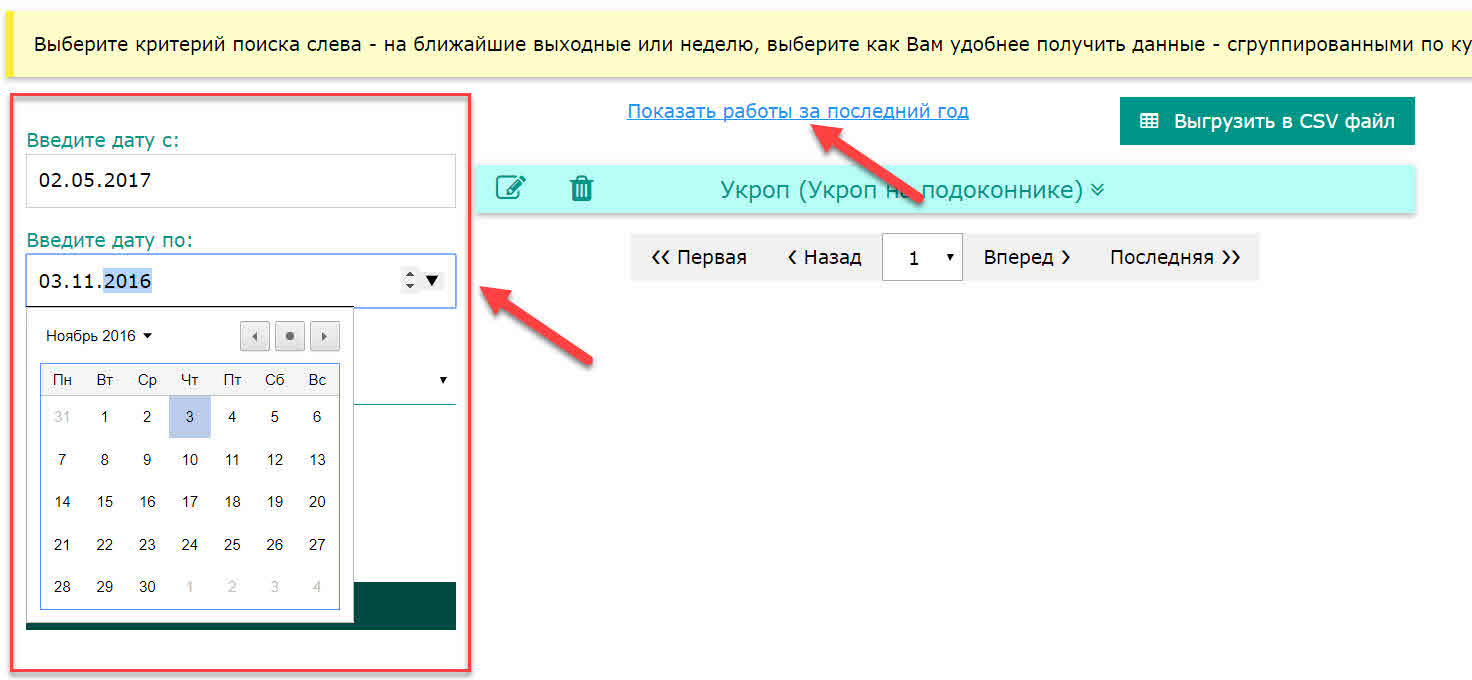 Выберите критерий поиска слева - на ближайшие выходные или неделю, выберите как Вам удобнее получить данные - сгруппированными по ку
Показать работы за последний год
Выгрузить в CSV файл
Введите дату с:
02.05.2017
Укроп (Укроп на подоконнике)
Введите дату по:
03.11.2016
Первая Назад 1 Вперед Последняя
Ноябрь 2016
Пн Вт Ср Чт Пт Сб Вс
31 1 2 3 4 5 6
7 8 9 10 11 12 13
14 15 16 17 18 19 20
21 22 23 24 25 26 27
28 29 30 1 2 3 4